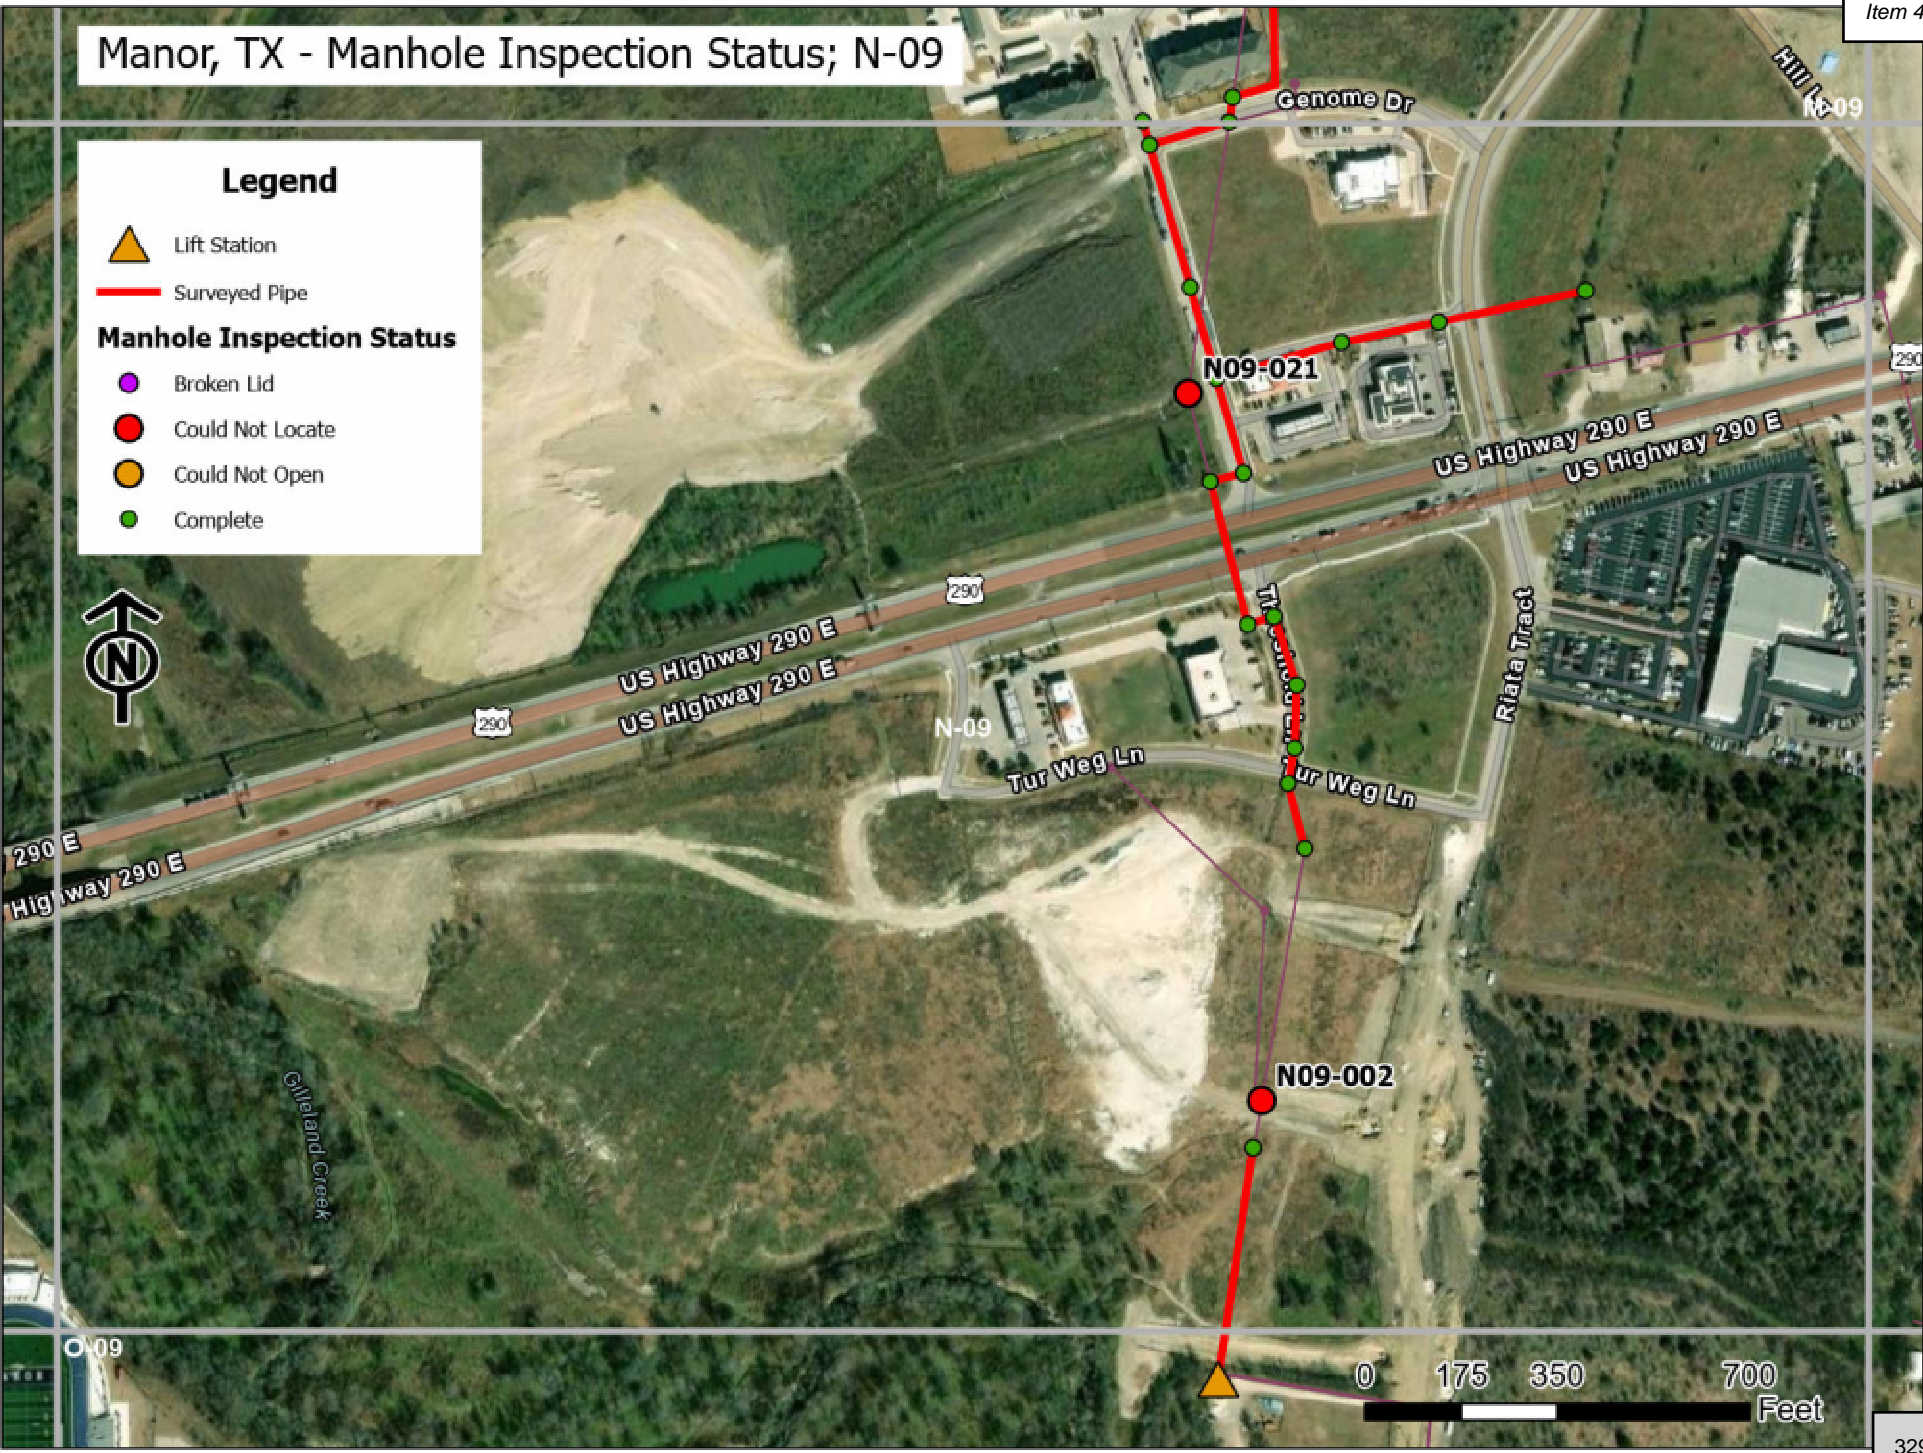 Item 4
Manor, TX - Manhole Inspection Status; N-09
Hill Ln
M-09
Genome Dr
Legend
Lift Station
Surveyed Pipe
Manhole Inspection Status
Broken Lid
Could Not Locate
Could Not Open
Complete
N09-021
290
US Highway 290 E
US Highway 290 E
N
290
US Highway 290 E
US Highway 290 E
290
N-09
Riata Tract
Tur Weg Ln
Tur Weg Ln
290 E
Highway 290 E
N09-002
Gilleland Creek
O-09
0 175 350 700
Feet